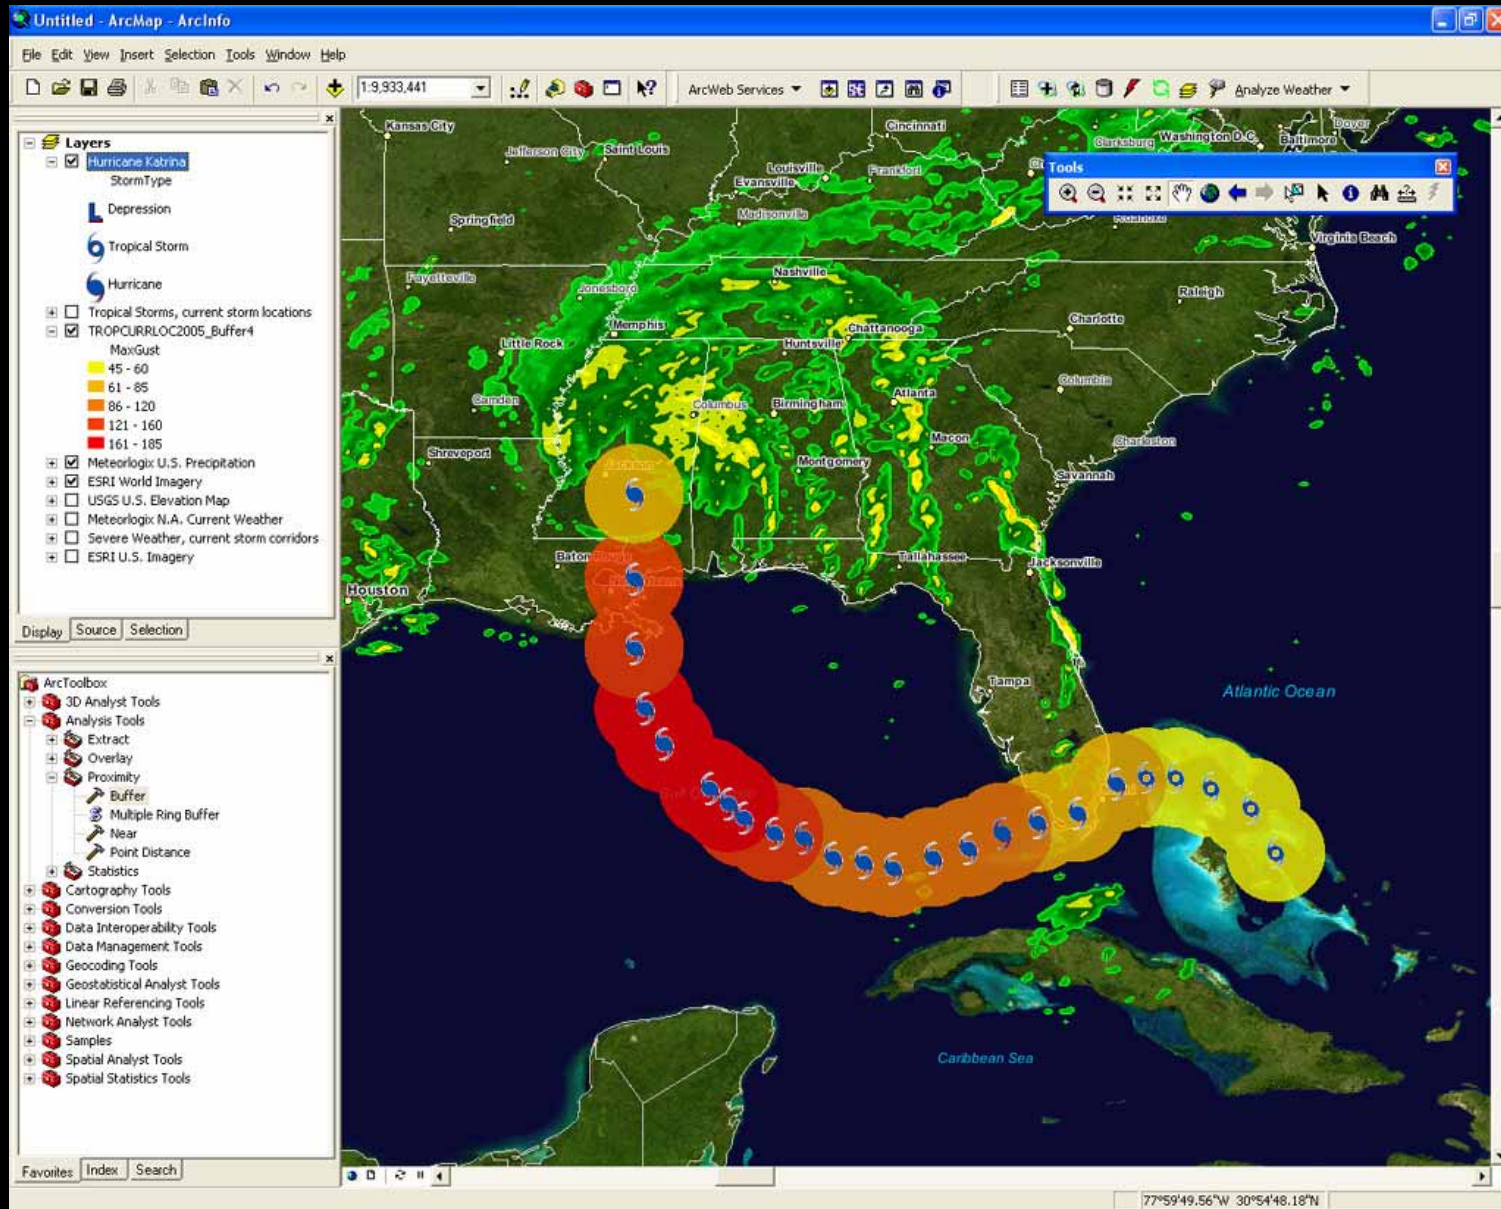 Untitled - ArcMap - ArcInfo
File Edit View Insert Selection Tools Window Help
1:9,933,441
ArcWeb Services
Analyze Weather
Layers
Hurricane Katrina
StormType
Depression
Tropical Storm
Hurricane
Tropical Storms, current storm locations
TROPCURRLOC2005_Buffer4
MaxGust
45 - 60
61 - 85
86 - 120
121 - 160
161 - 185
Meteorlogix U.S. Precipitation
ESRI World Imagery
USGS U.S. Elevation Map
Meteorlogix N.A. Current Weather
Severe Weather, current storm corridors
ESRI U.S. Imagery
Display Source Selection
ArcToolbox
3D Analyst Tools
Analysis Tools
Extract
Overlay
Proximity
Buffer
Multiple Ring Buffer
Near
Point Distance
Statistics
Cartography Tools
Conversion Tools
Data Interoperability Tools
Data Management Tools
Geocoding Tools
Geostatistical Analyst Tools
Linear Referencing Tools
Network Analyst Tools
Samples
Spatial Analyst Tools
Spatial Statistics Tools
Favorites Index Search
Tools
Kansas City
Jefferson City
Saint Louis
Cincinnati
Clarksburg
Washington D.C.
Baltimore
Dover
Louisville
Frankfort
Evansville
Madisonville
Springfield
Roanoke
Virginia Beach
Fayetteville
Jonesboro
Nashville
Raleigh
Memphis
Chattanooga
Charlotte
Little Rock
Huntsville
Columbia
Camden
Columbus
Birmingham
Atlanta
Macon
Charleston
Shreveport
Jackson
Montgomery
Savannah
Baton
Tallahassee
Jacksonville
Houston
Tampa
Atlantic Ocean
Caribbean Sea
77°59'49.56"W 30°54'48.18"N